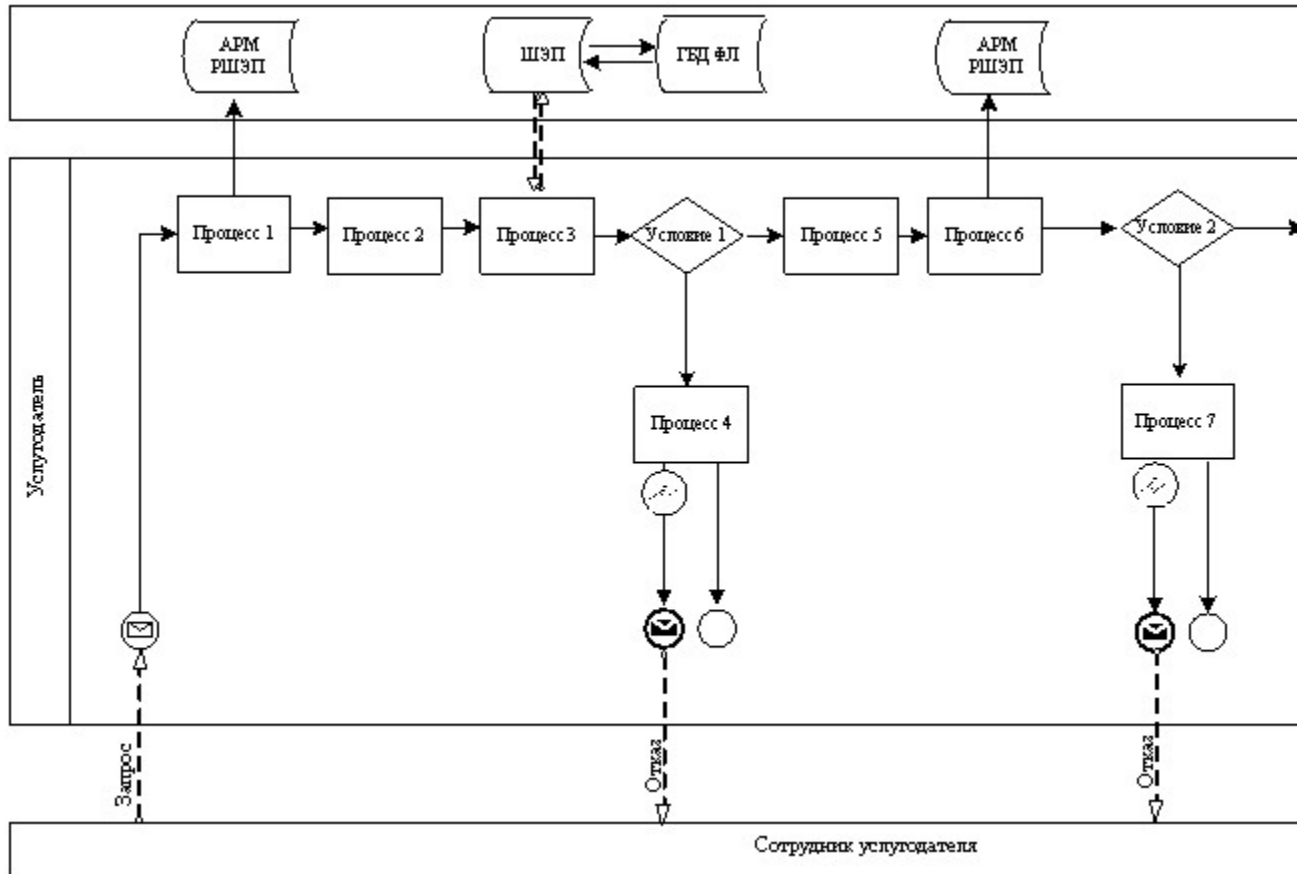 АРМ
РШЭП
ШЭП
ГБД ФЛ
АРМ
РШЭП
Услугодатель
Процесс 1
Процесс 2
Процесс 3
Условие 1
Процесс 5
Процесс 6
Условие 2
Процесс 4
Процесс 7
Запрос
Отказ
Отказ
Сотрудник услугодателя